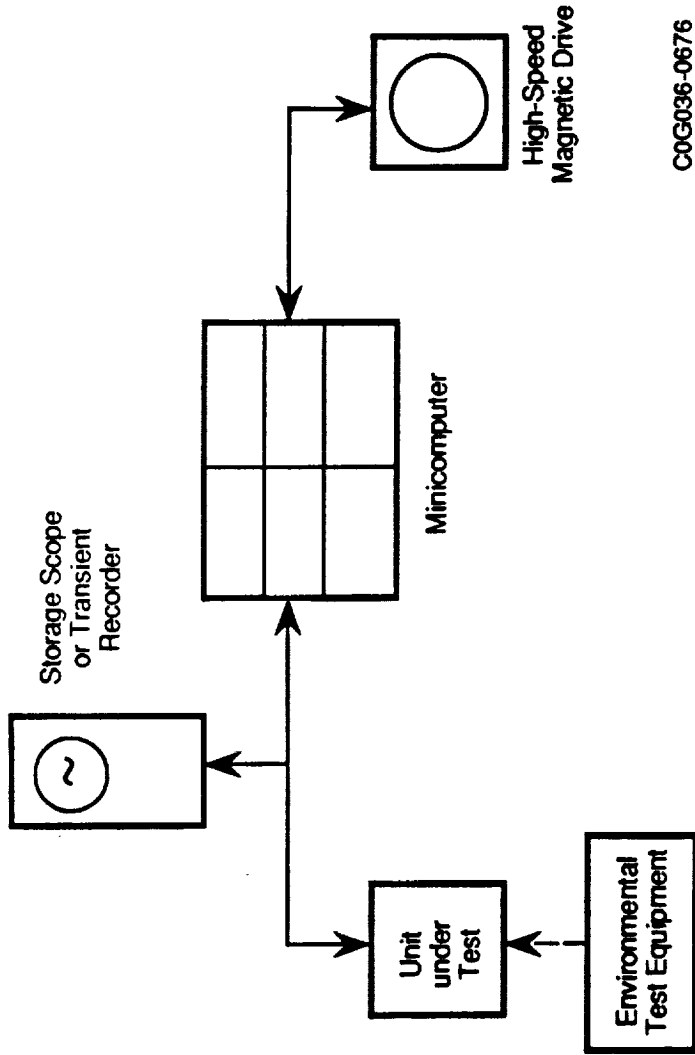 Storage Scope
or Transient
Recorder
~
Unit
under
Test
Environmental
Test Equipment
Minicomputer
High-Speed
Magnetic Drive
C0G036-0676